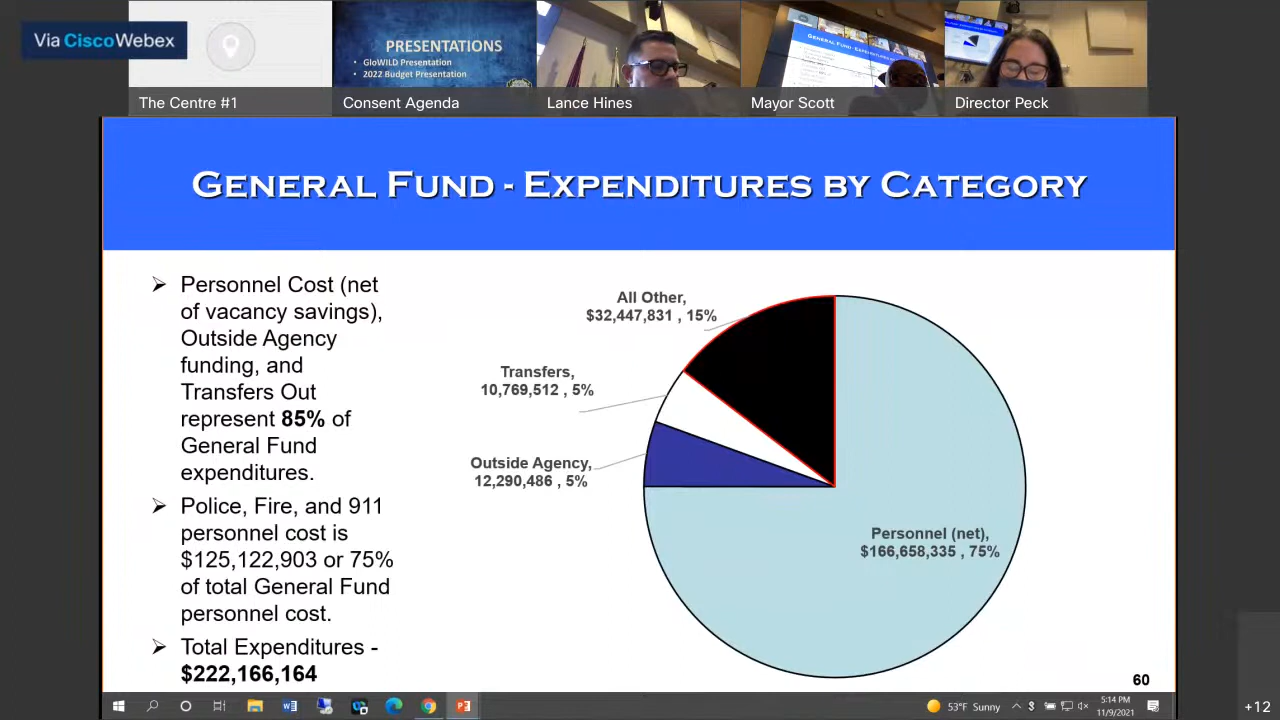 Via CiscoWebex
PRESENTATIONS
• GloWILD Presentation
• 2022 Budget Presentation
The Centre #1
Consent Agenda
Lance Hines
Mayor Scott
Director Peck
GENERAL FUND - EXPENDITURES BY CATEGORY
Personnel Cost (net
of vacancy savings),
Outside Agency
funding, and
Transfers Out
represent 85% of
General Fund
expenditures.
Police, Fire, and 911
personnel cost is
$125,122,903 or 75%
of total General Fund
personnel cost.
Total Expenditures -
$222,166,164
All Other,
$32,447,831 , 15%
Transfers,
10,769,512 , 5%
Outside Agency,
12,290,486 , 5%
Personnel (net),
$166,658,335 , 75%
60
53°F Sunny
5:14 PM
11/9/2021
+12